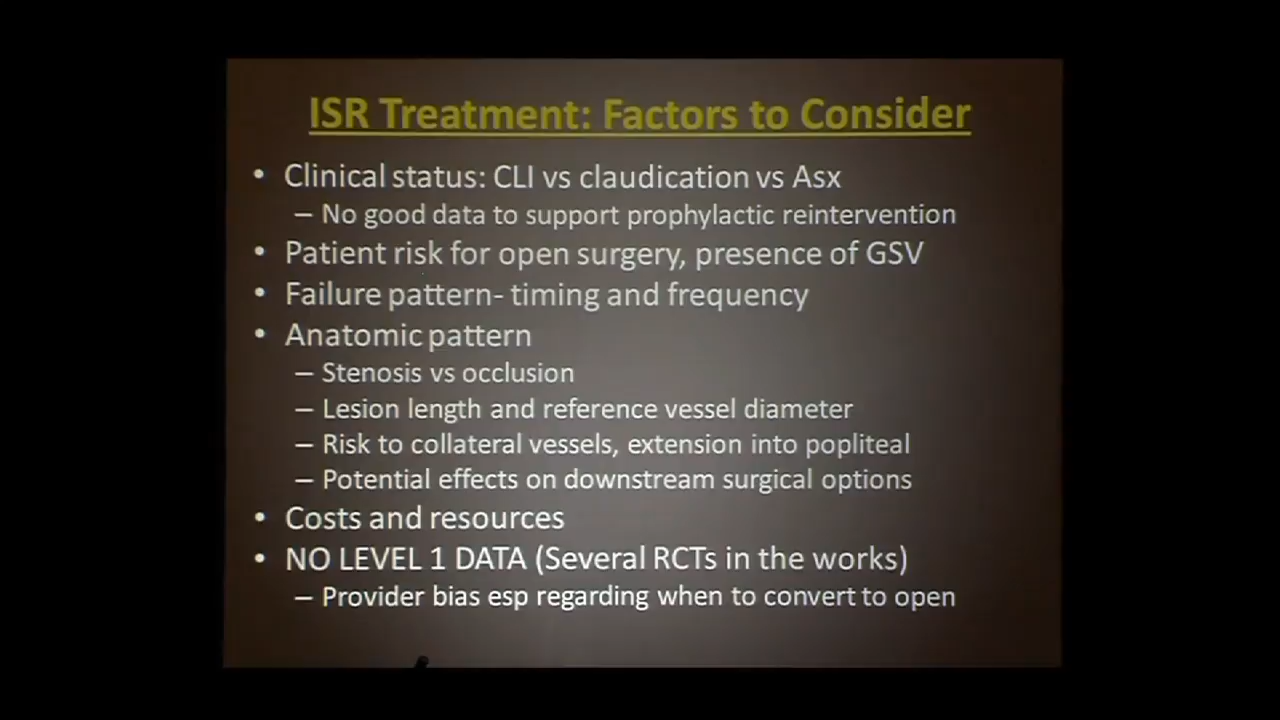 ISR Treatment: Factors to Consider
• Clinical status: CLI vs claudication vs Asx
– No good data to support prophylactic reintervention
• Patient risk for open surgery, presence of GSV
• Failure pattern- timing and frequency
• Anatomic pattern
– Stenosis vs occlusion
– Lesion length and reference vessel diameter
– Risk to collateral vessels, extension into popliteal
– Potential effects on downstream surgical options
• Costs and resources
• NO LEVEL 1 DATA (Several RCTs in the works)
– Provider bias esp regarding when to convert to open